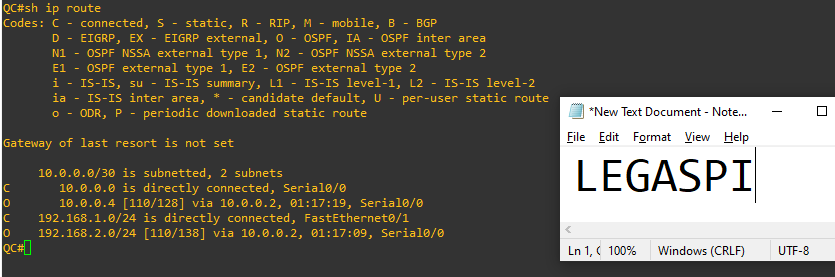 QC#sh ip route
Codes: C - connected, S - static, R - RIP, M - mobile, B - BGP
       D - EIGRP, EX - EIGRP external, O - OSPF, IA - OSPF inter area
       N1 - OSPF NSSA external type 1, N2 - OSPF NSSA external type 2
       E1 - OSPF external type 1, E2 - OSPF external type 2
       i - IS-IS, su - IS-IS summary, L1 - IS-IS level-1, L2 - IS-IS level-2
       ia - IS-IS inter area, * - candidate default, U - per-user static route
       o - ODR, P - periodic downloaded static route
Gateway of last resort is not set
     10.0.0.0/30 is subnetted, 2 subnets
C       10.0.0.0 is directly connected, Serial0/0
O       10.0.0.4 [110/128] via 10.0.0.2, 01:17:19, Serial0/0
C    192.168.1.0/24 is directly connected, FastEthernet0/1
O    192.168.2.0/24 [110/138] via 10.0.0.2, 01:17:09, Serial0/0
QC#
*New Text Document - Note...
File Edit Format View Help
LEGASPI
Ln 1, 100% Windows (CRLF) UTF-8